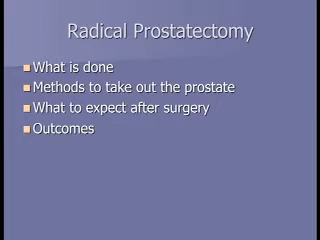 Radical Prostatectomy
What is done
Methods to take out the prostate
What to expect after surgery
Outcomes